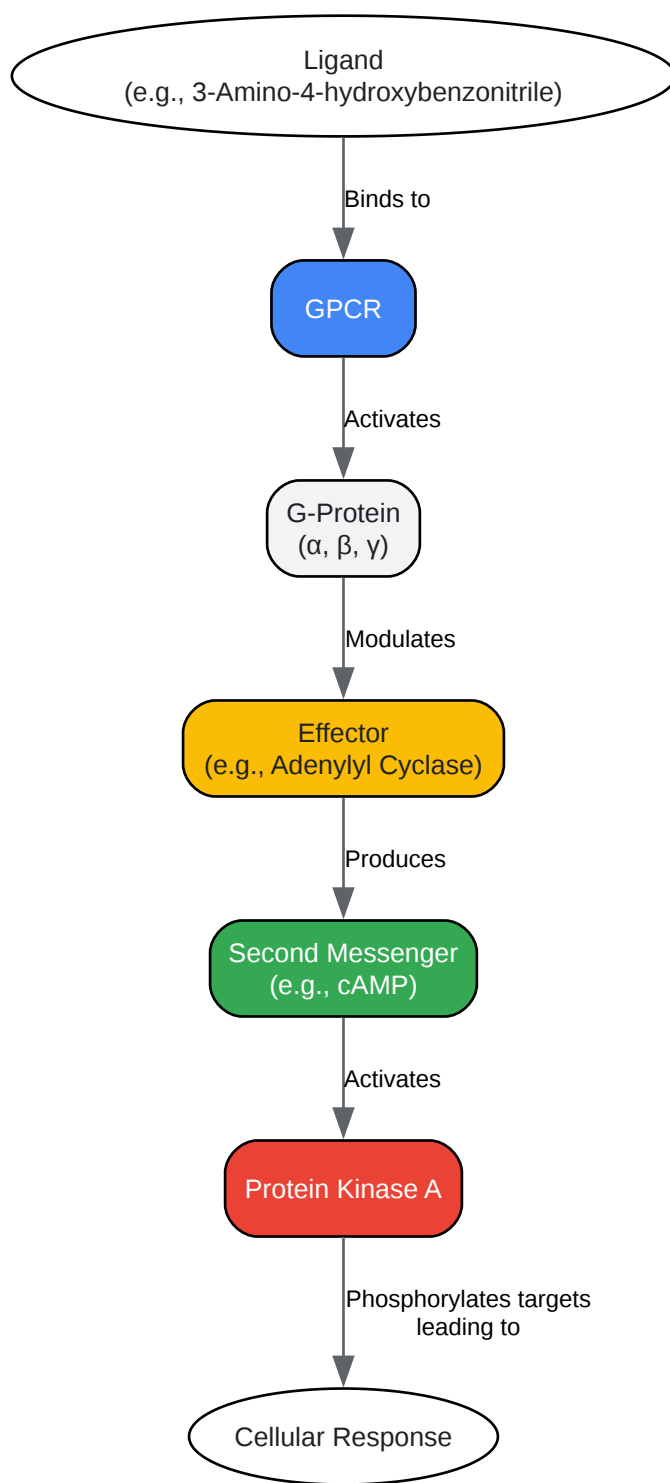 Ligand
(e.g., 3-Amino-4-hydroxybenzonitrile)
Binds to
GPCR
Activates
G-Protein
(α, β, γ)
Modulates
Effector
(e.g., Adenylyl Cyclase)
Produces
Second Messenger
(e.g., cAMP)
Activates
Protein Kinase A
Phosphorylates targets
leading to
Cellular Response